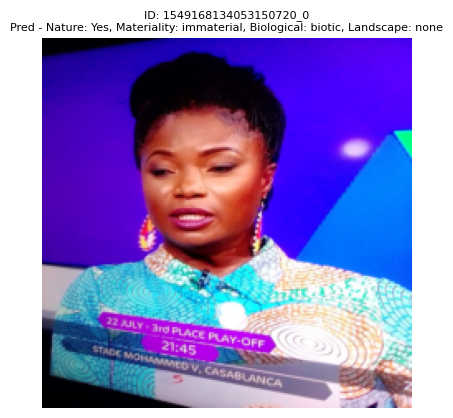 ID: 1549168134053150720_0
Pred - Nature: Yes, Materiality: immaterial, Biological: biotic, Landscape: none
22 JULY - 3rd PLACE PLAY-OFF
21:45
STADE MOHAMMED V, CASABLANCA